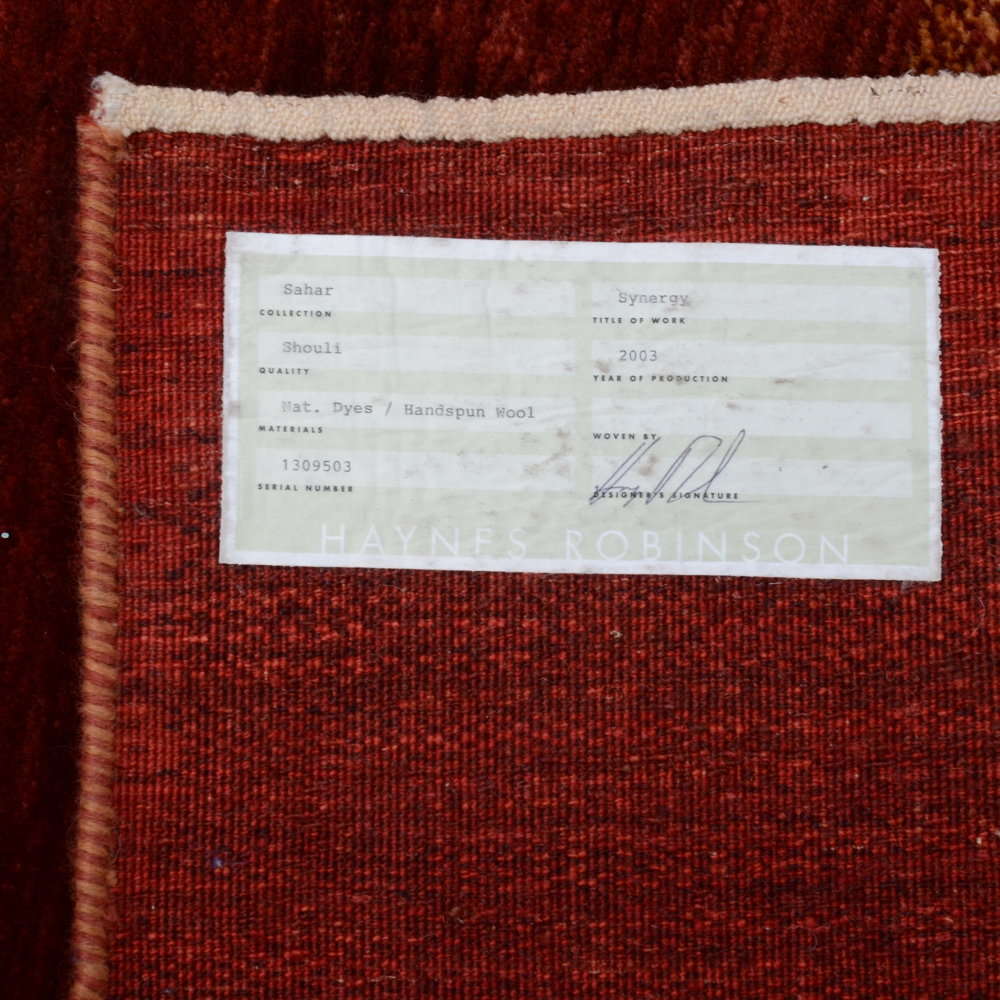 Sahar
COLLECTION
Shouli
QUALITY
Nat. Dyes / Handspun Wool
MATERIALS
1309503
SERIAL NUMBER
Synergy
TITLE OF WORK
2003
YEAR OF PRODUCTION
WOVEN BY
DESIGNER'S SIGNATURE
HAYNES ROBINSON